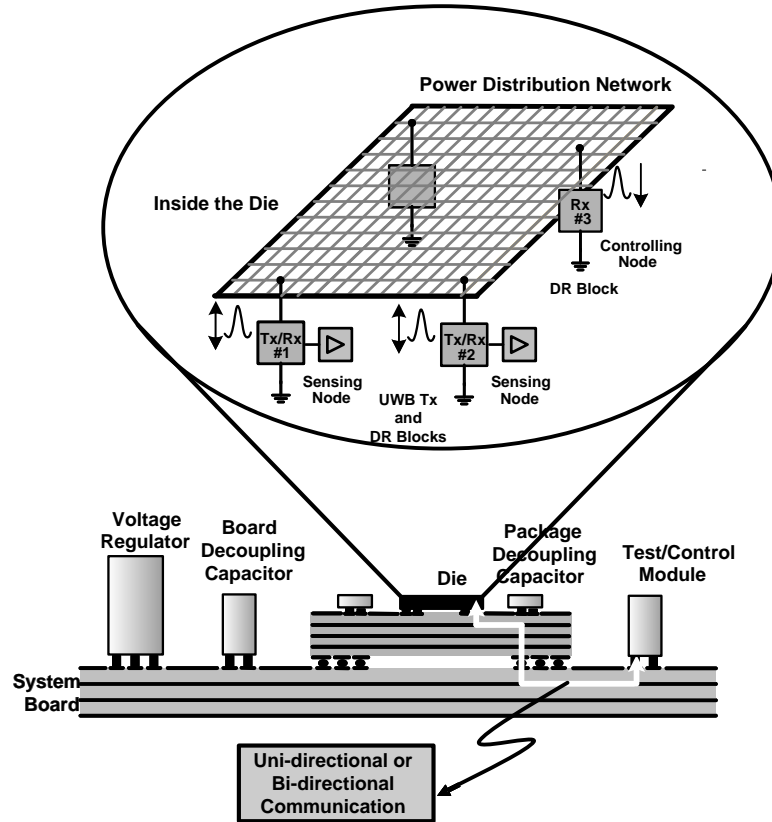 Power Distribution Network
Inside the Die
Rx
#3
Controlling
Node
DR Block
Tx/Rx
#1
Sensing
Node
Tx/Rx
#2
Sensing
Node
UWB Tx
and
DR Blocks
Voltage
Regulator
Board
Decoupling
Capacitor
Die
Package
Decoupling
Capacitor
Test/Control
Module
System
Board
Uni-directional or
Bi-directional
Communication